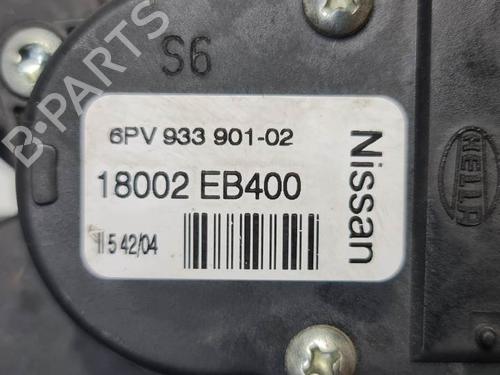 S6
6PV 933 901-02
18002 EB400
5 42/04
Nissan
HELLA
B-PARTS